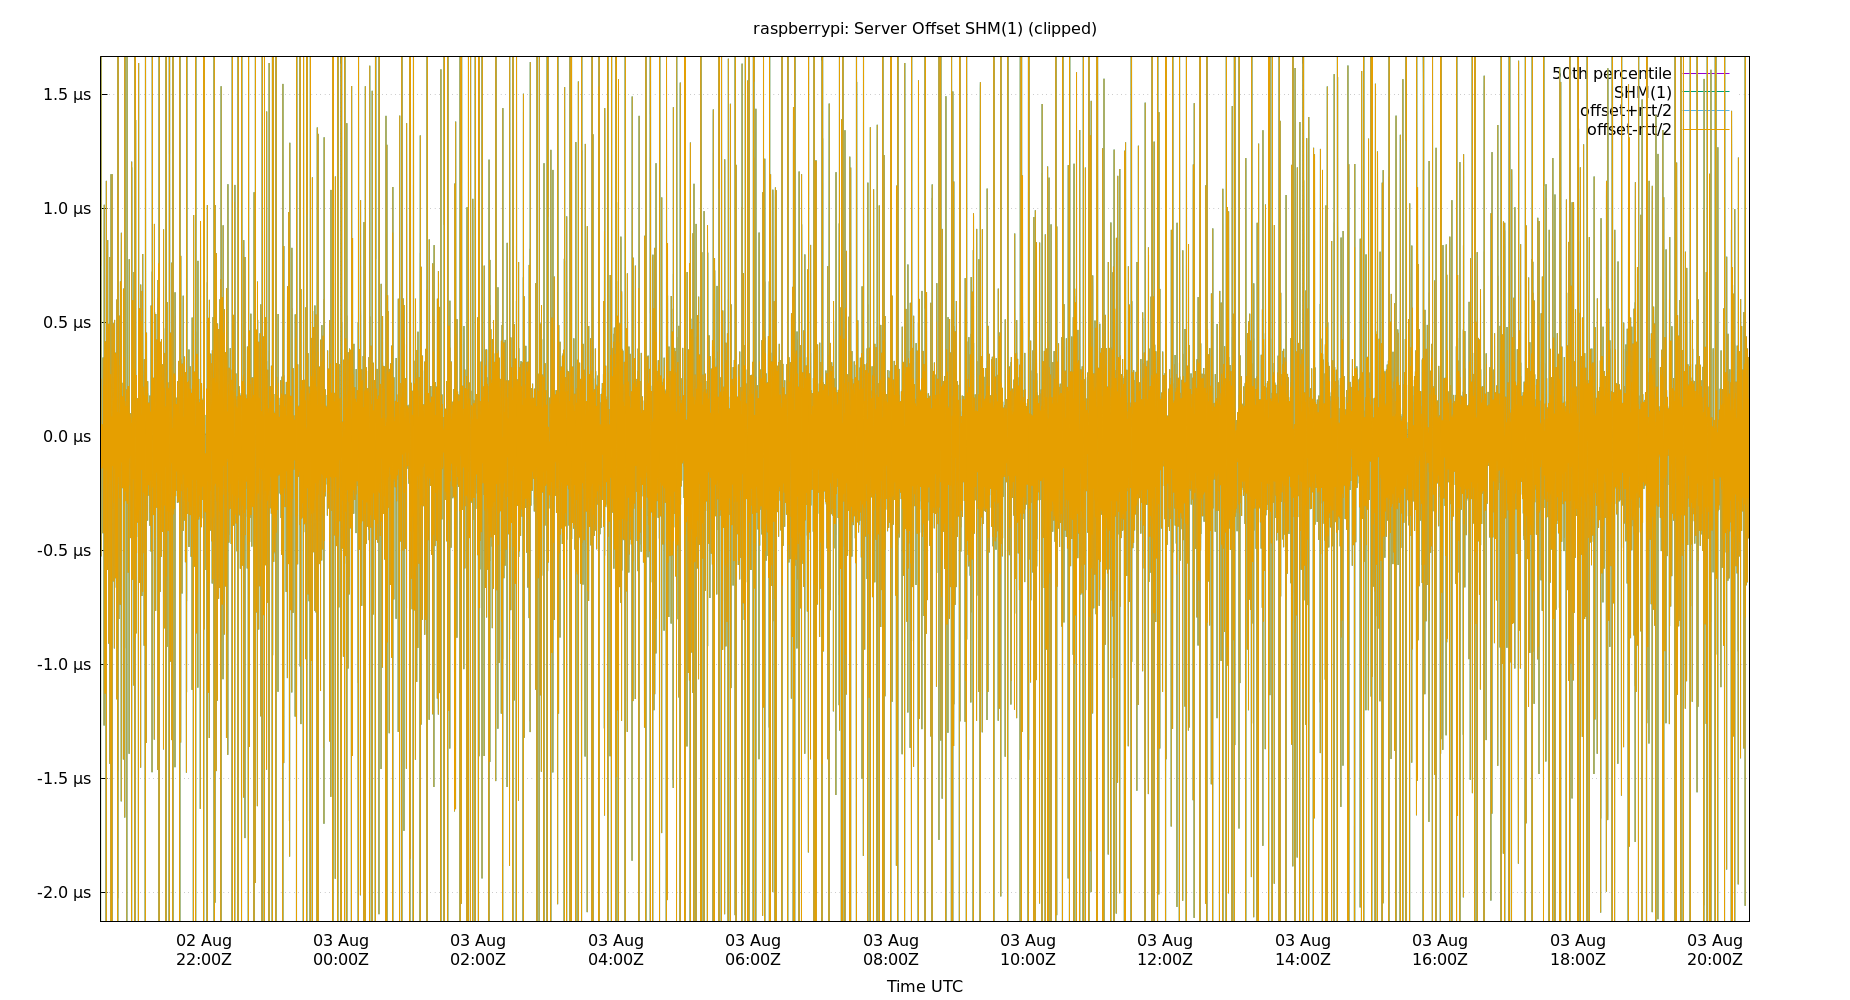 raspberrypi: Server Offset SHM(1) (clipped)
50th percentile
SHM(1)
offset+rtt/2
offset-rtt/2
1.5 µs
1.0 µs
0.5 µs
0.0 µs
-0.5 µs
-1.0 µs
-1.5 µs
-2.0 µs
02 Aug 03 Aug 03 Aug 03 Aug 03 Aug 03 Aug 03 Aug 03 Aug 03 Aug 03 Aug 03 Aug 03 Aug
22:00Z 00:00Z 02:00Z 04:00Z 06:00Z 08:00Z 10:00Z 12:00Z 14:00Z 16:00Z 18:00Z 20:00Z
Time UTC